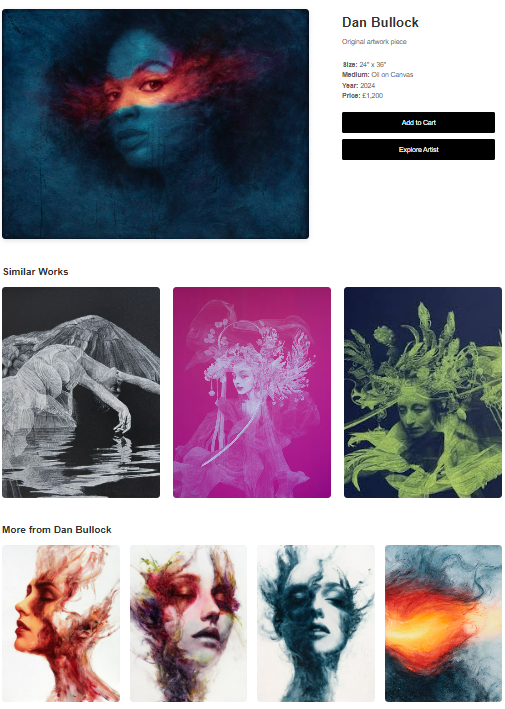 Dan Bullock
Original artwork piece
Size: 24" x 36"
Medium: Oil on Canvas
Year: 2024
Price: £1,200
Add to Cart
Explore Artist
Similar Works
More from Dan Bullock